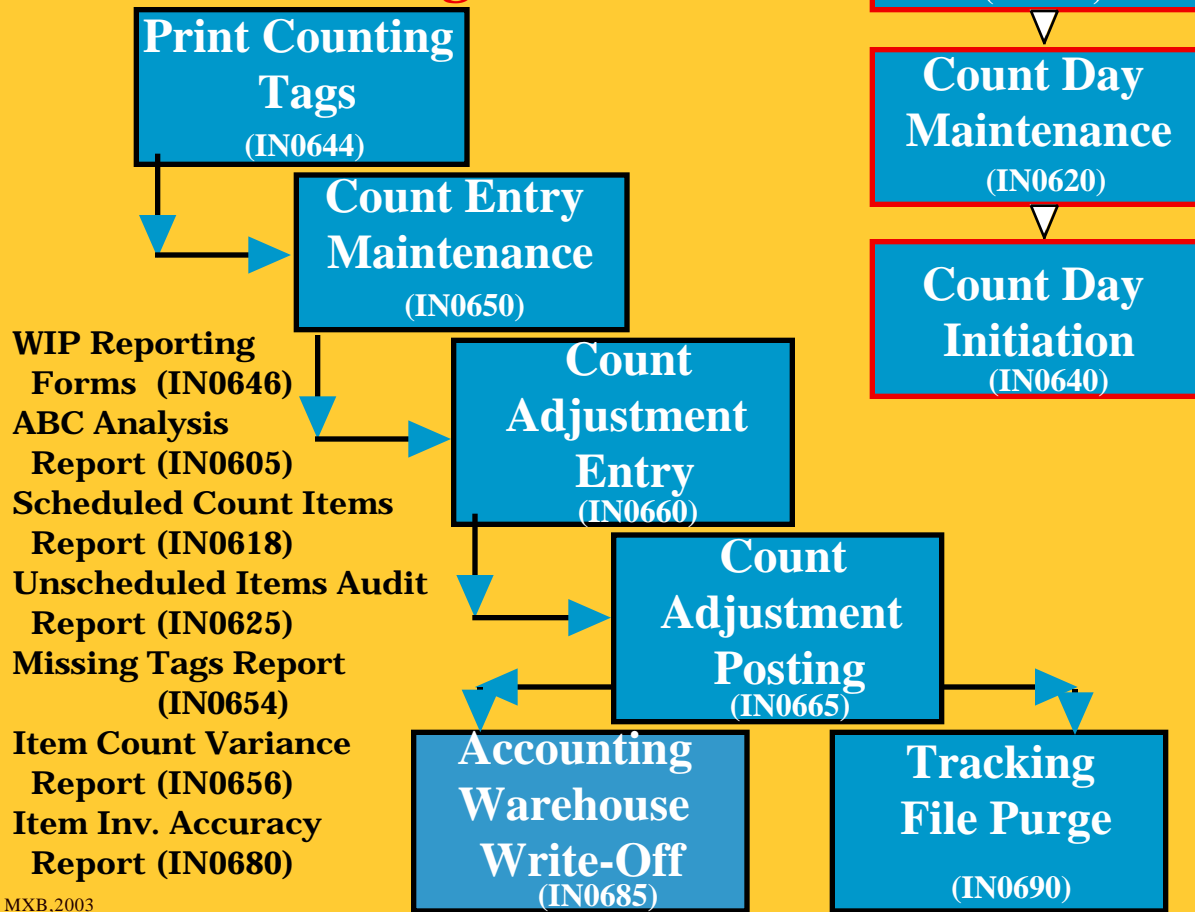 Print Counting
Tags
(IN0644)
Count Entry
Maintenance
(IN0650)
Count
Adjustment
Entry
(IN0660)
Count
Adjustment
Posting
(IN0665)
Accounting
Warehouse
Write-Off
(IN0685)
Tracking
File Purge
(IN0690)
Count Day
Maintenance
(IN0620)
Count Day
Initiation
(IN0640)
WIP Reporting
Forms (IN0646)
ABC Analysis
Report (IN0605)
Scheduled Count Items
Report (IN0618)
Unscheduled Items Audit
Report (IN0625)
Missing Tags Report
(IN0654)
Item Count Variance
Report (IN0656)
Item Inv. Accuracy
Report (IN0680)
MXB,2003